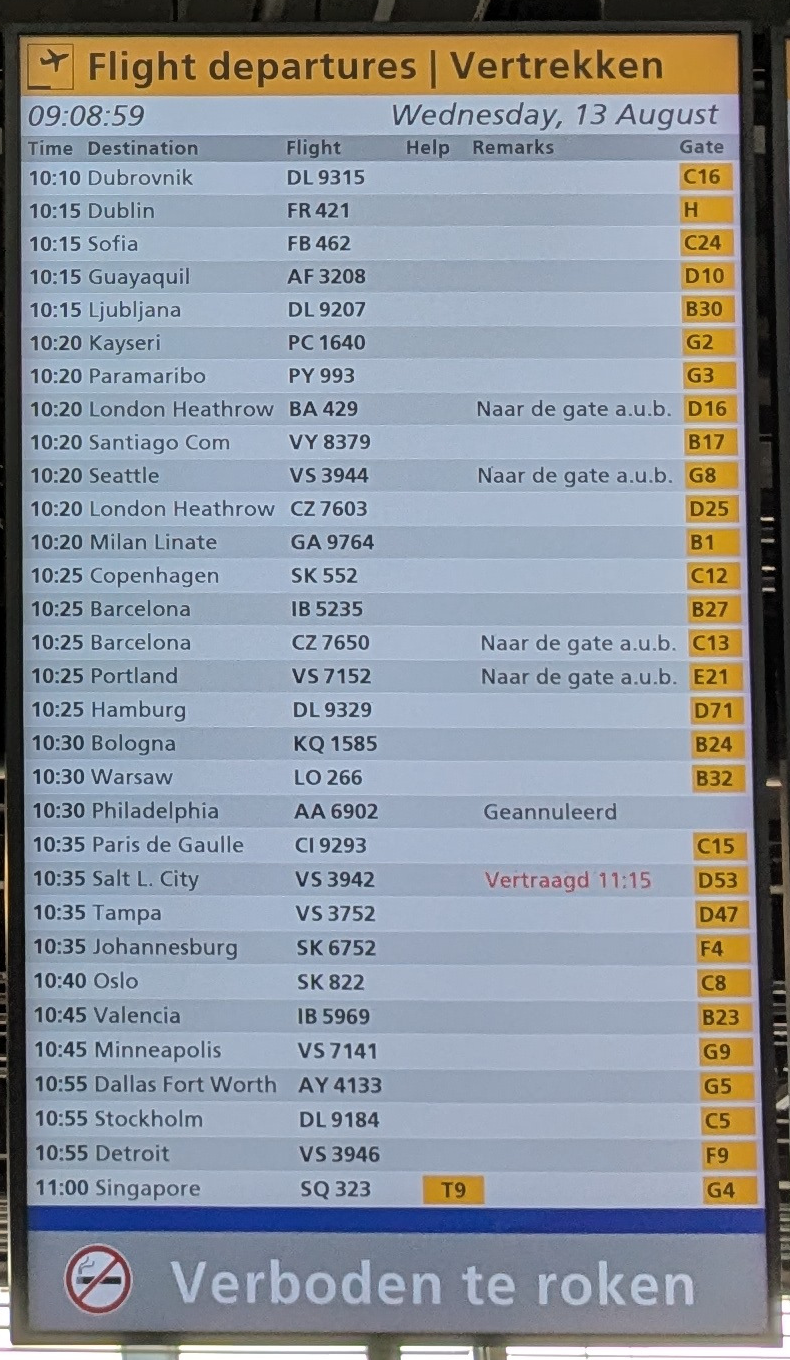 Flight departures | Vertrekken
09:08:59 Wednesday, 13 August
Time Destination Flight Help Remarks Gate
10:10 Dubrovnik DL 9315 C16
10:15 Dublin FR 421 H
10:15 Sofia FB 462 C24
10:15 Guayaquil AF 3208 D10
10:15 Ljubljana DL 9207 B30
10:20 Kayseri PC 1640 G2
10:20 Paramaribo PY 993 G3
10:20 London Heathrow BA 429 Naar de gate a.u.b. D16
10:20 Santiago Com VY 8379 B17
10:20 Seattle VS 3944 Naar de gate a.u.b. G8
10:20 London Heathrow CZ 7603 D25
10:20 Milan Linate GA 9764 B1
10:25 Copenhagen SK 552 C12
10:25 Barcelona IB 5235 B27
10:25 Barcelona CZ 7650 Naar de gate a.u.b. C13
10:25 Portland VS 7152 Naar de gate a.u.b. E21
10:25 Hamburg DL 9329 D71
10:30 Bologna KQ 1585 B24
10:30 Warsaw LO 266 B32
10:30 Philadelphia AA 6902 Geannuleerd
10:35 Paris de Gaulle CI 9293 C15
10:35 Salt L. City VS 3942 Vertraagd 11:15 D53
10:35 Tampa VS 3752 D47
10:35 Johannesburg SK 6752 F4
10:40 Oslo SK 822 C8
10:45 Valencia IB 5969 B23
10:45 Minneapolis VS 7141 G9
10:55 Dallas Fort Worth AY 4133 G5
10:55 Stockholm DL 9184 C5
10:55 Detroit VS 3946 F9
11:00 Singapore SQ 323 T9 G4
Verboden te roken